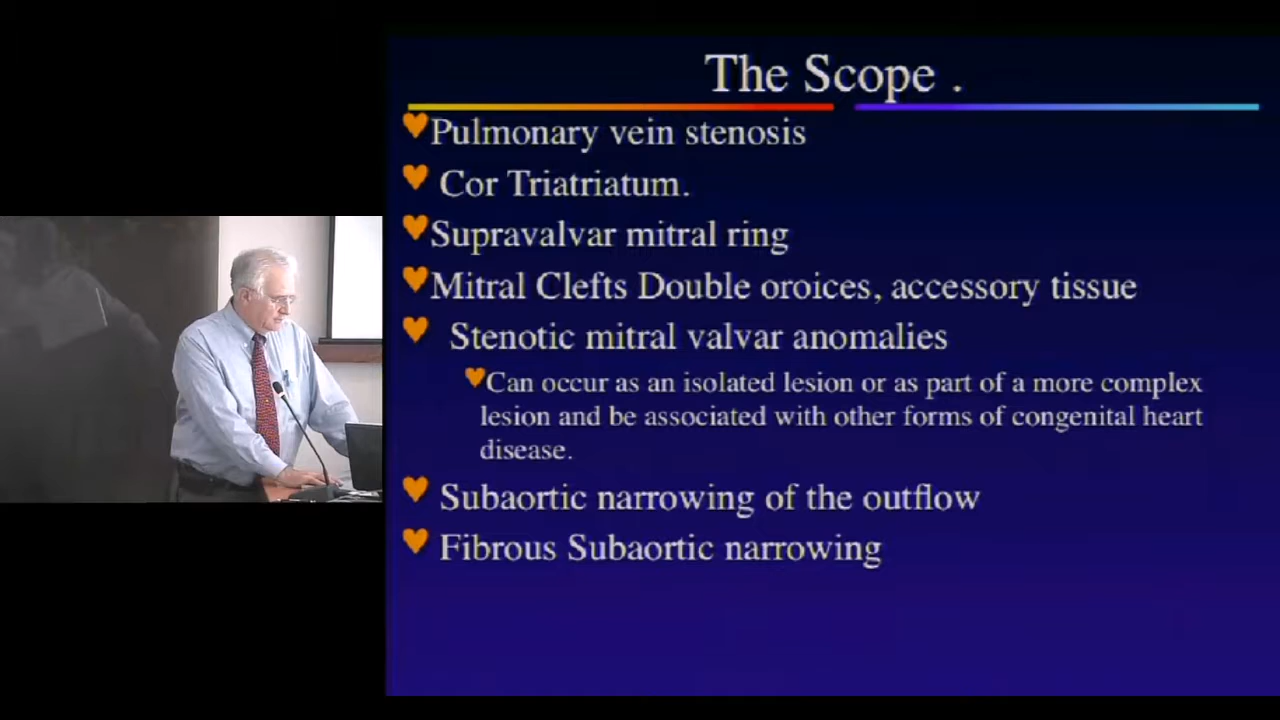 The Scope .
Pulmonary vein stenosis
Cor Triatriatum.
Supravalvar mitral ring
Mitral Clefts Double oroices, accessory tissue
Stenotic mitral valvar anomalies
Can occur as an isolated lesion or as part of a more complex
lesion and be associated with other forms of congenital heart
disease.
Subaortic narrowing of the outflow
Fibrous Subaortic narrowing